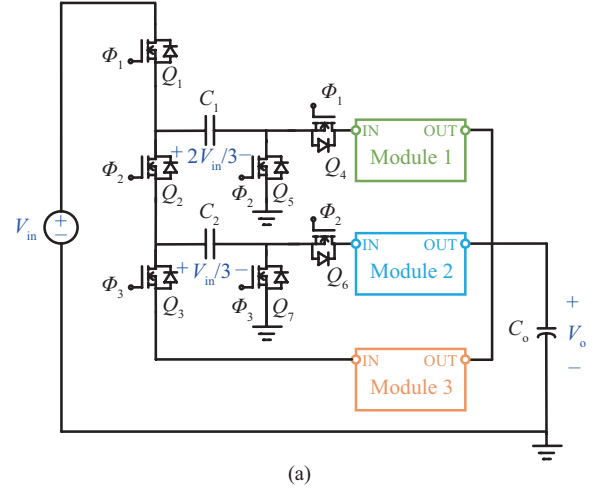 Φ1
Q1
C1
Φ1
IN OUT
Module 1
+ 2Vin/3 −
Q4
Φ2
Q2
Φ2
Q5
C2
Φ2
Vin
+
−
IN OUT
Module 2
+ Vin/3 −
Q6
Φ3
Q3
Φ3
Q7
Co
+
Vo
−
IN OUT
Module 3
(a)